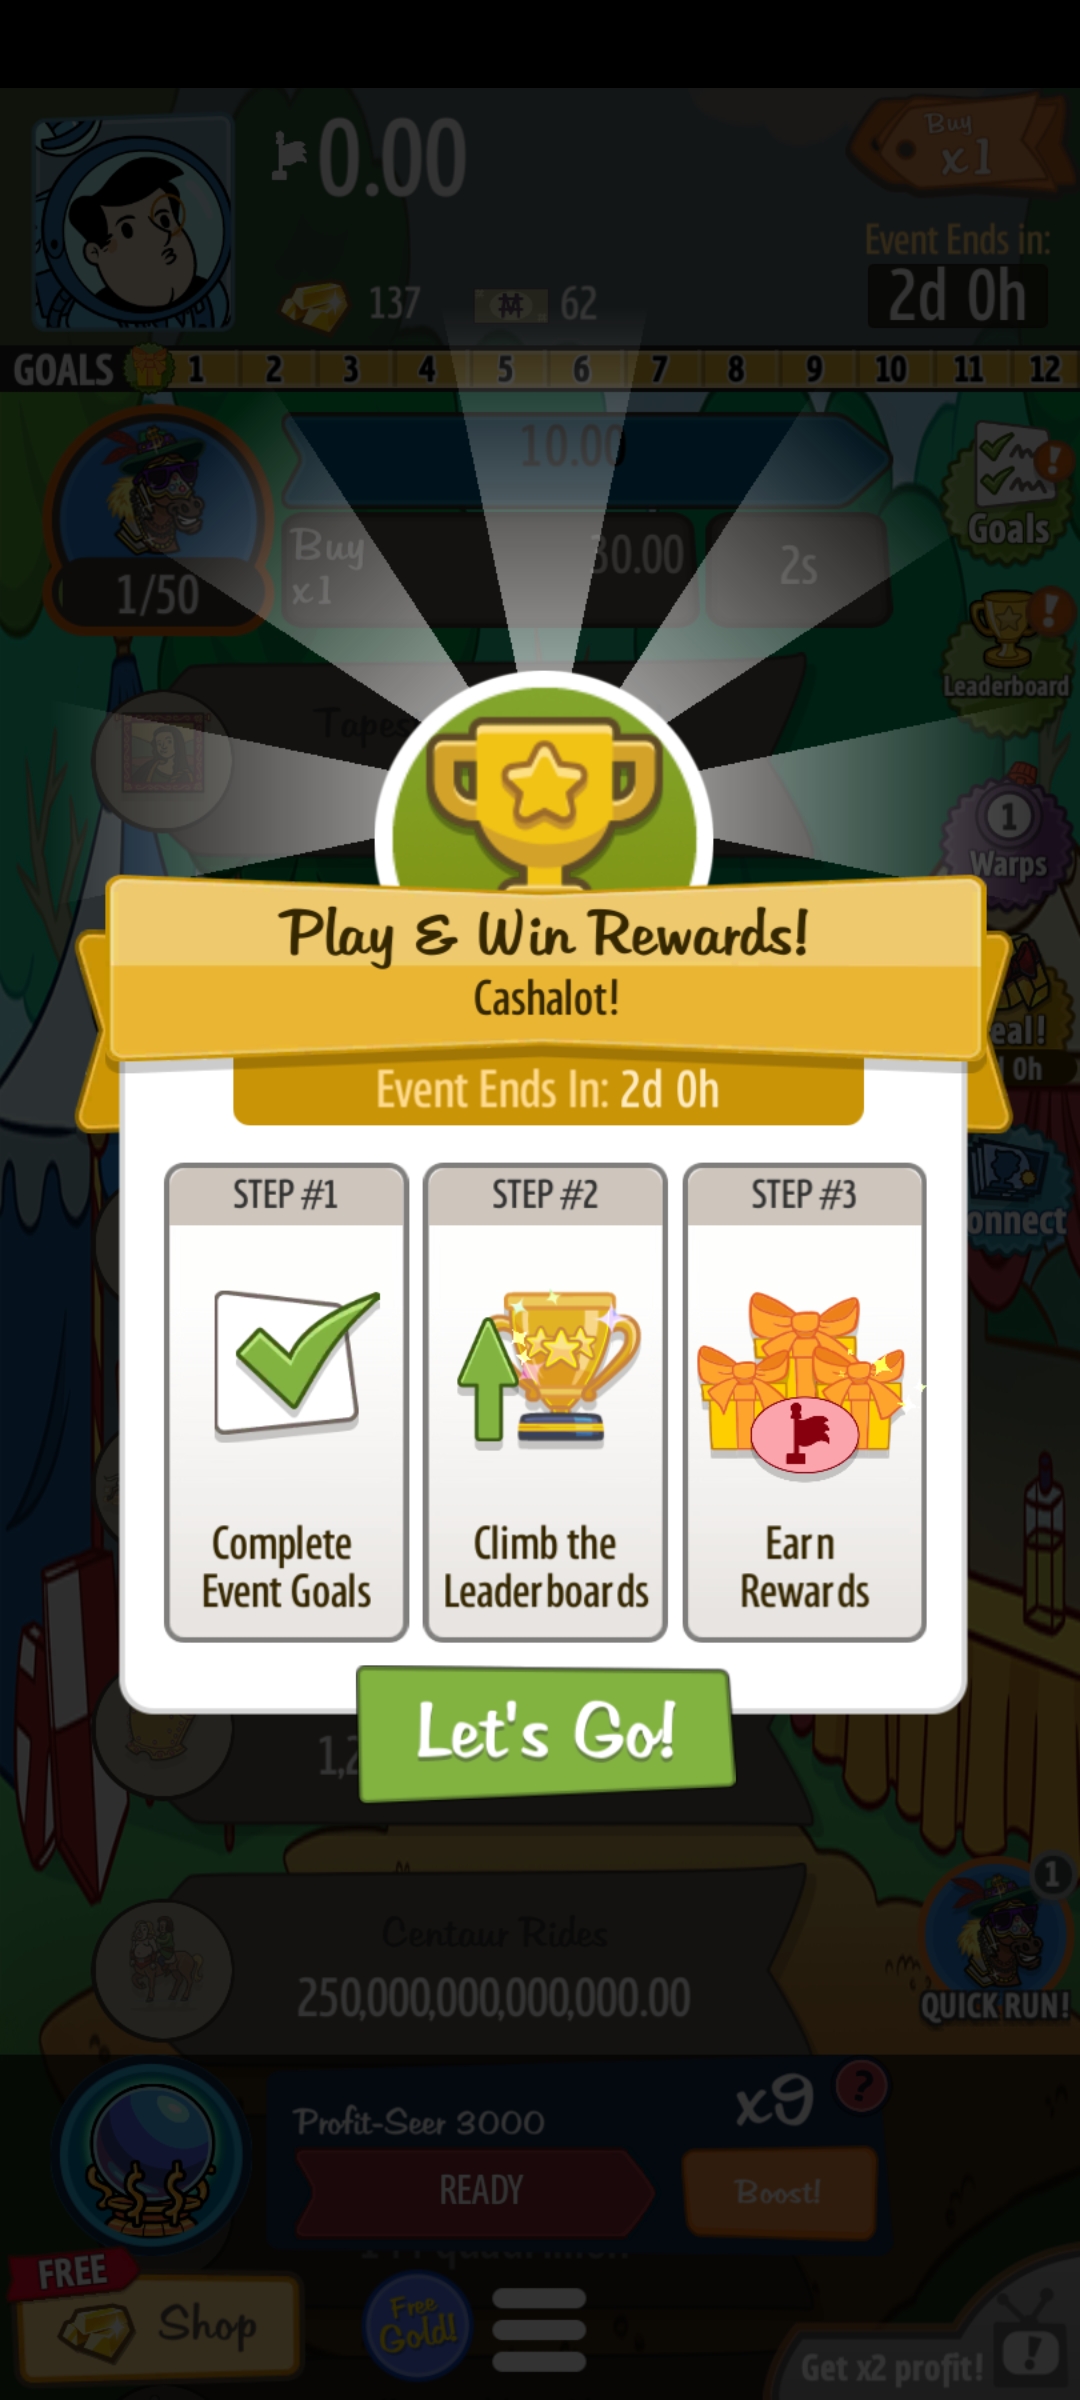 0.00
Buy
x1
Event Ends in:
2d 0h
137
62
GOALS 1 2 3 4 5 6 7 8 9 10 11 12
10.00
Buy
x1
30.00
2s
1/50
Goals
Leaderboard
1
Warps
eal!
0h
onnect
Tapes
Play & Win Rewards!
Cashalot!
Event Ends In: 2d 0h
STEP #1
STEP #2
STEP #3
Complete
Event Goals
Climb the
Leaderboards
Earn
Rewards
Let's Go!
1,2
Centaur Rides
250,000,000,000,000.00
1
QUICK RUN!
Profit-Seer 3000
x9
?
READY
Boost!
FREE
Shop
Free
Gold!
Get x2 profit!